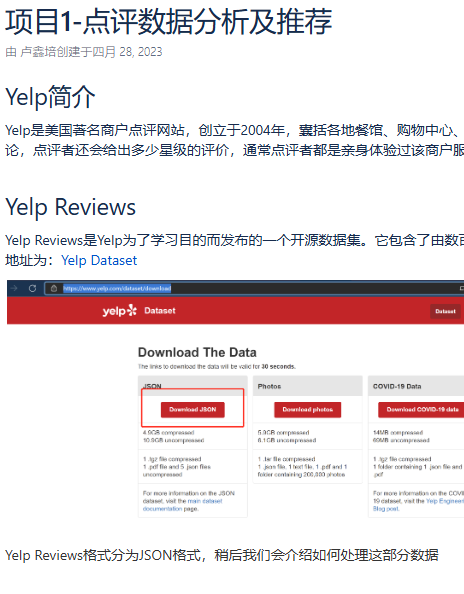 项目1-点评数据分析及推荐
由 卢鑫培创建于四月 28, 2023
Yelp简介
Yelp是美国著名商户点评网站，创立于2004年，囊括各地餐馆、购物中心、
论，点评者还会给出多少星级的评价，通常点评者都是亲身体验过该商户服
Yelp Reviews
Yelp Reviews是Yelp为了学习目的而发布的一个开源数据集。它包含了由数百
地址为：Yelp Dataset
https://www.yelp.com/dataset/download
yelp Dataset
Dataset
Download The Data
The links to download the data will be valid for 30 seconds.
JSON
Photos
COVID-19 Data
Download JSON
Download photos
Download COVID-19 data
4.9GB compressed
10.9GB uncompressed
5.9GB compressed
6.1GB uncompressed
14MB compressed
69MB uncompressed
1 .tgz file compressed
1 .pdf file and 5 .json files
uncompressed
1 .tar file compressed
1 .json file, 1 text file, 1 .pdf and 1
folder containing 200,000 photos
1 .tgz file compressed
1 folder containing 1 .json file and
.pdf
For more information on the JSON
dataset, visit the main dataset
documentation page.
For more information on the COVI
19 dataset, visit the Yelp Enginee
Blog post.
Yelp Reviews格式分为JSON格式，稍后我们会介绍如何处理这部分数据